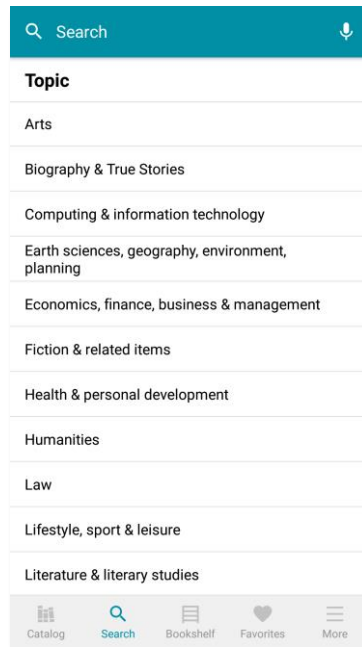 Search
Topic
Arts
Biography & True Stories
Computing & information technology
Earth sciences, geography, environment,
planning
Economics, finance, business & management
Fiction & related items
Health & personal development
Humanities
Law
Lifestyle, sport & leisure
Literature & literary studies
Catalog Search Bookshelf Favorites More